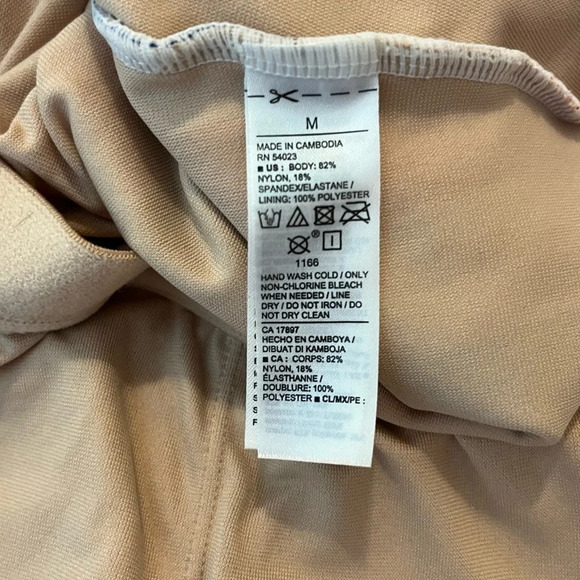 M
MADE IN CAMBODIA
RN 54023
■ US : BODY: 82%
NYLON, 18%
SPANDEX/ELASTANE /
LINING: 100% POLYESTER
1166
HAND WASH COLD / ONLY
NON-CHLORINE BLEACH
WHEN NEEDED / LINE
DRY / DO NOT IRON / DO
NOT DRY CLEAN
CA 17897
HECHO EN CAMBOYA /
DIBUAT DI KAMBOJA
■ CA : CORPS: 82%
NYLON, 18%
ÉLASTHANNE /
DOUBLURE: 100%
POLYESTER ■ CL/MX/PE :